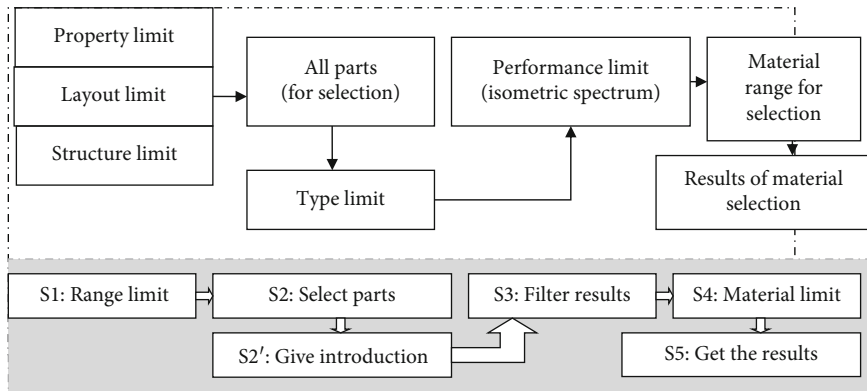 Property limit
Layout limit
Structure limit
All parts
(for selection)
Type limit
Performance limit
(isometric spectrum)
Material
range for
selection
Results of material
selection
S1: Range limit
S2: Select parts
S2′: Give introduction
S3: Filter results
S4: Material limit
S5: Get the results